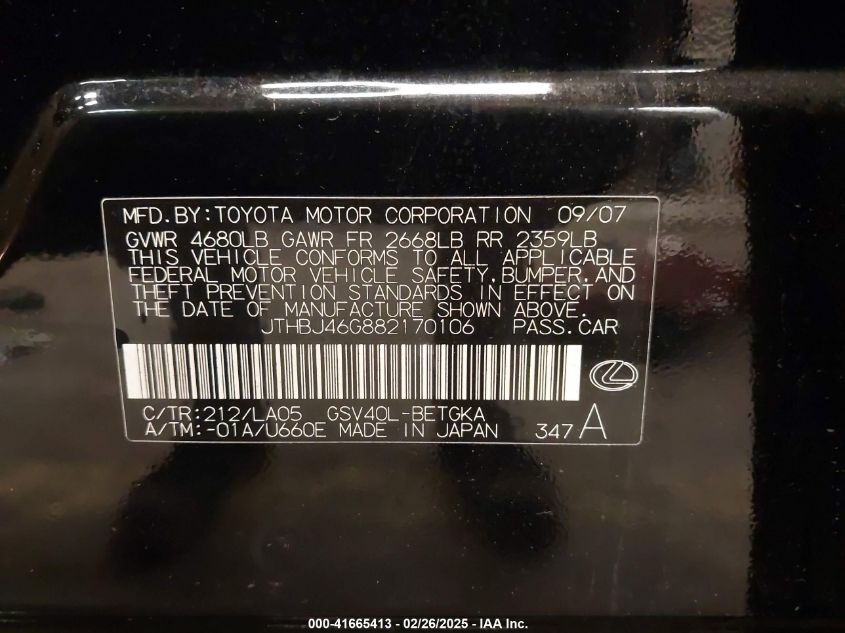 MFD.BY:TOYOTA MOTOR CORPORATION 09/07
GVWR 4680LB GAWR FR 2668LB RR 2359LB
THIS VEHICLE CONFORMS TO ALL APPLICABLE
FEDERAL MOTOR VEHICLE SAFETY,BUMPER,AND
THEFT PREVENTION STANDARDS IN EFFECT ON
THE DATE OF MANUFACTURE SHOWN ABOVE.
JTHBJ46G882170106 PASS.CAR
C/TR:212/LA05 GSV40L-BETGKA
A/TM:-01A/U660E MADE IN JAPAN 347A
000-41665413 - 02/26/2025 - IAA Inc.